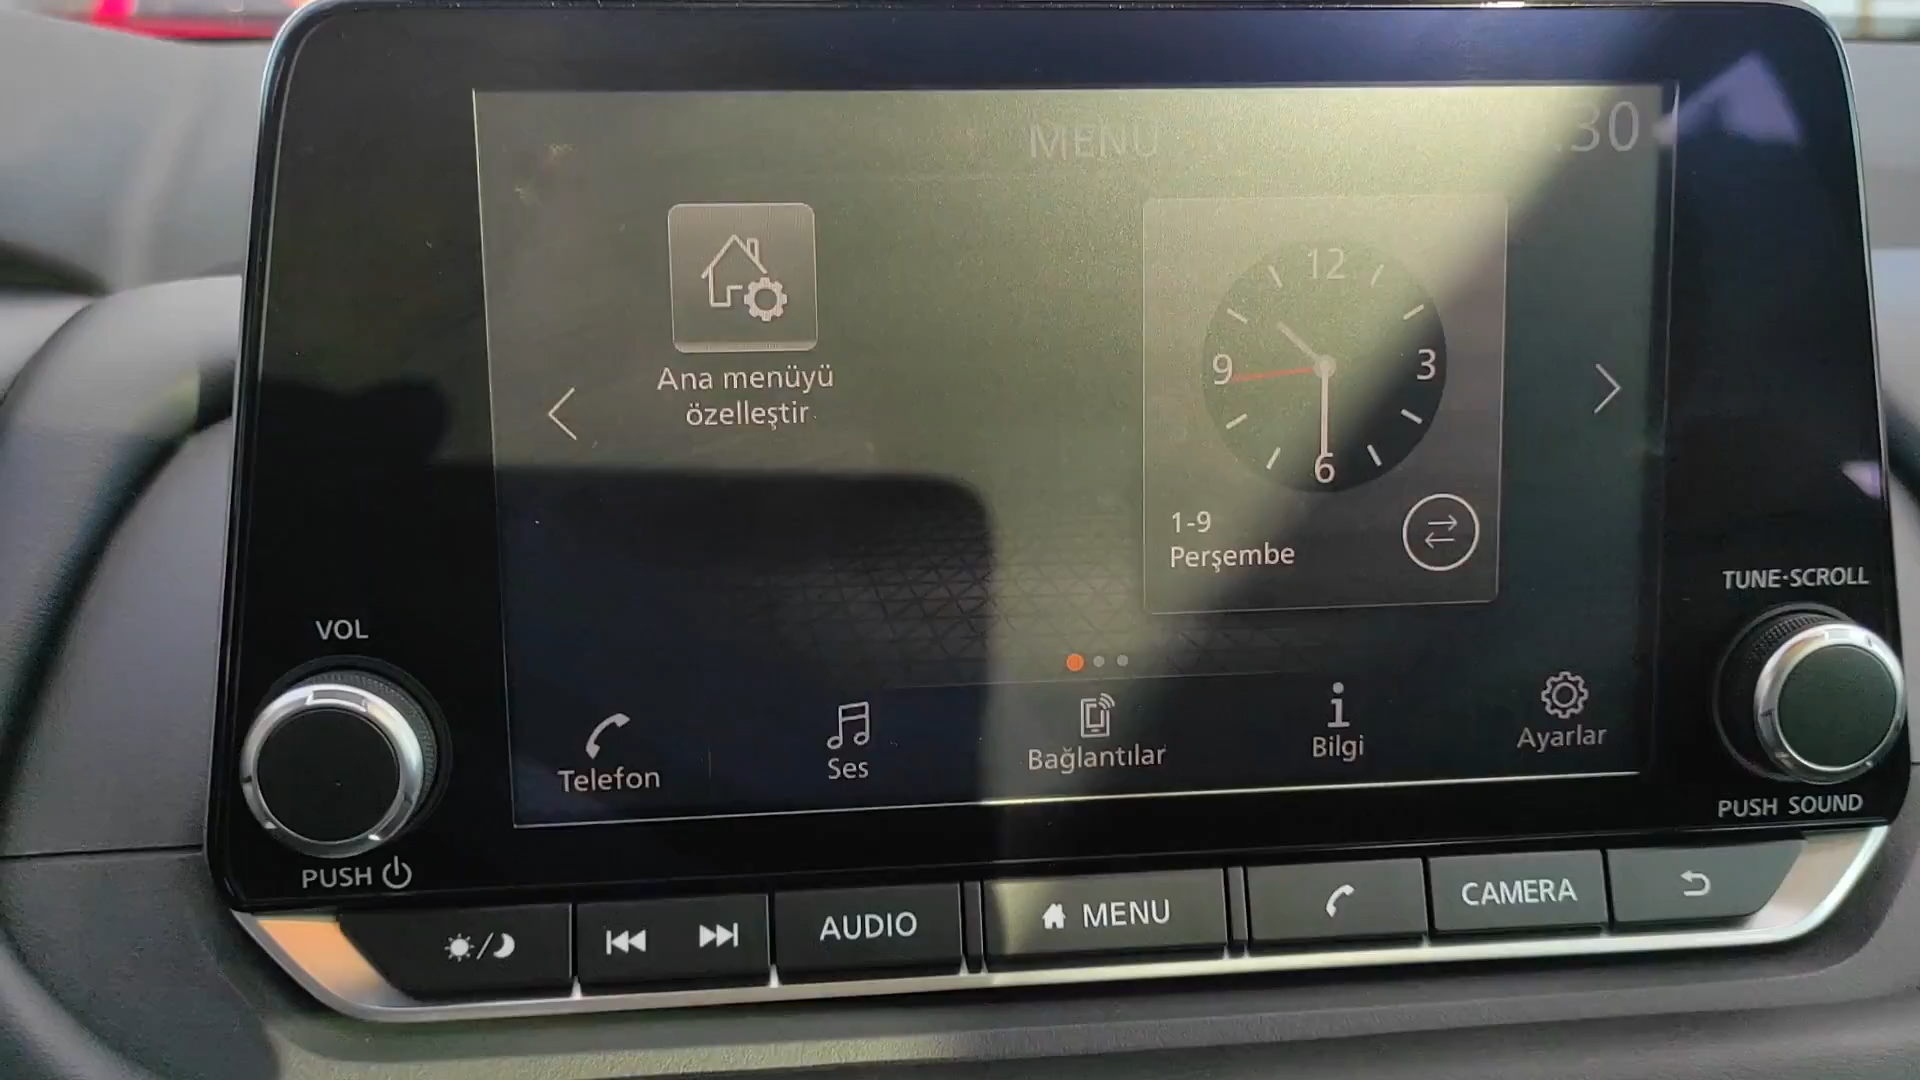 MENU
:30
Ana menüyü
özelleştir
12
9
3
6
1-9
Perşembe
VOL
TUNE·SCROLL
Telefon
Ses
Bağlantılar
Bilgi
Ayarlar
PUSH
PUSH SOUND
AUDIO
MENU
CAMERA